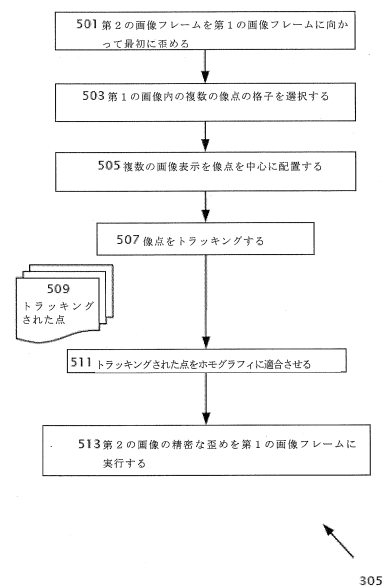 501 第２の画像フレームを第１の画像フレームに向か
って最初に歪める
503 第１の画像内の複数の像点の格子を選択する
505 複数の画像表示を像点を中心に配置する
507 像点をトラッキングする
509
トラッキング
された点
511 トラッキングされた点をホモグラフィに適合させる
513 第２の画像の精密な歪めを第１の画像フレームに
実行する
305